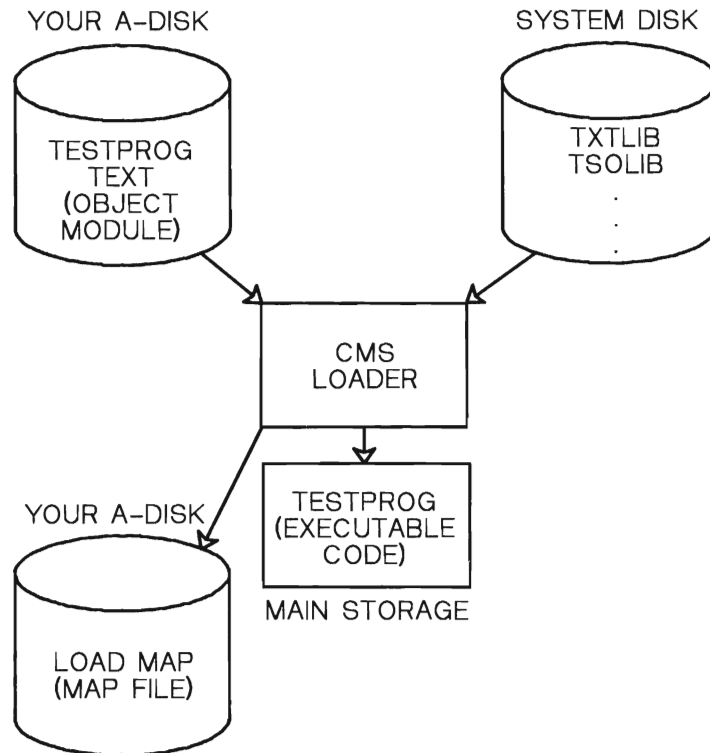 YOUR A-DISK
TESTPROG
TEXT
(OBJECT
MODULE)
SYSTEM DISK
TXTLIB
TSOLIB
.
.
.
CMS
LOADER
TESTPROG
(EXECUTABLE
CODE)
MAIN STORAGE
YOUR A-DISK
LOAD MAP
(MAP FILE)